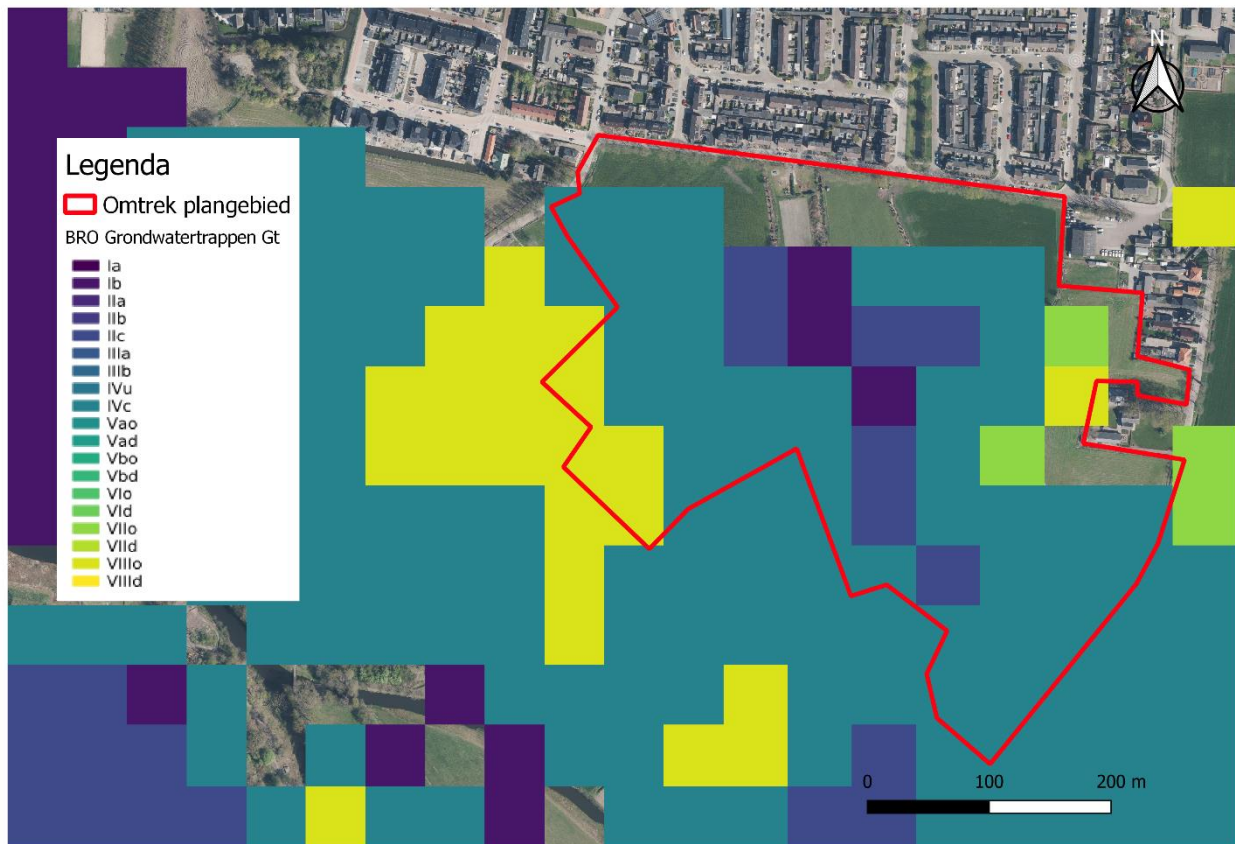 N
Legenda
Omtrek plangebied
BRO Grondwatertrappen Gt
Ia
Ib
IIa
IIb
IIc
IIIa
IIIb
IVu
IVc
Vao
Vad
Vbo
Vbd
VIo
VId
VIIo
VIId
VIIIo
VIIId
0 100 200 m